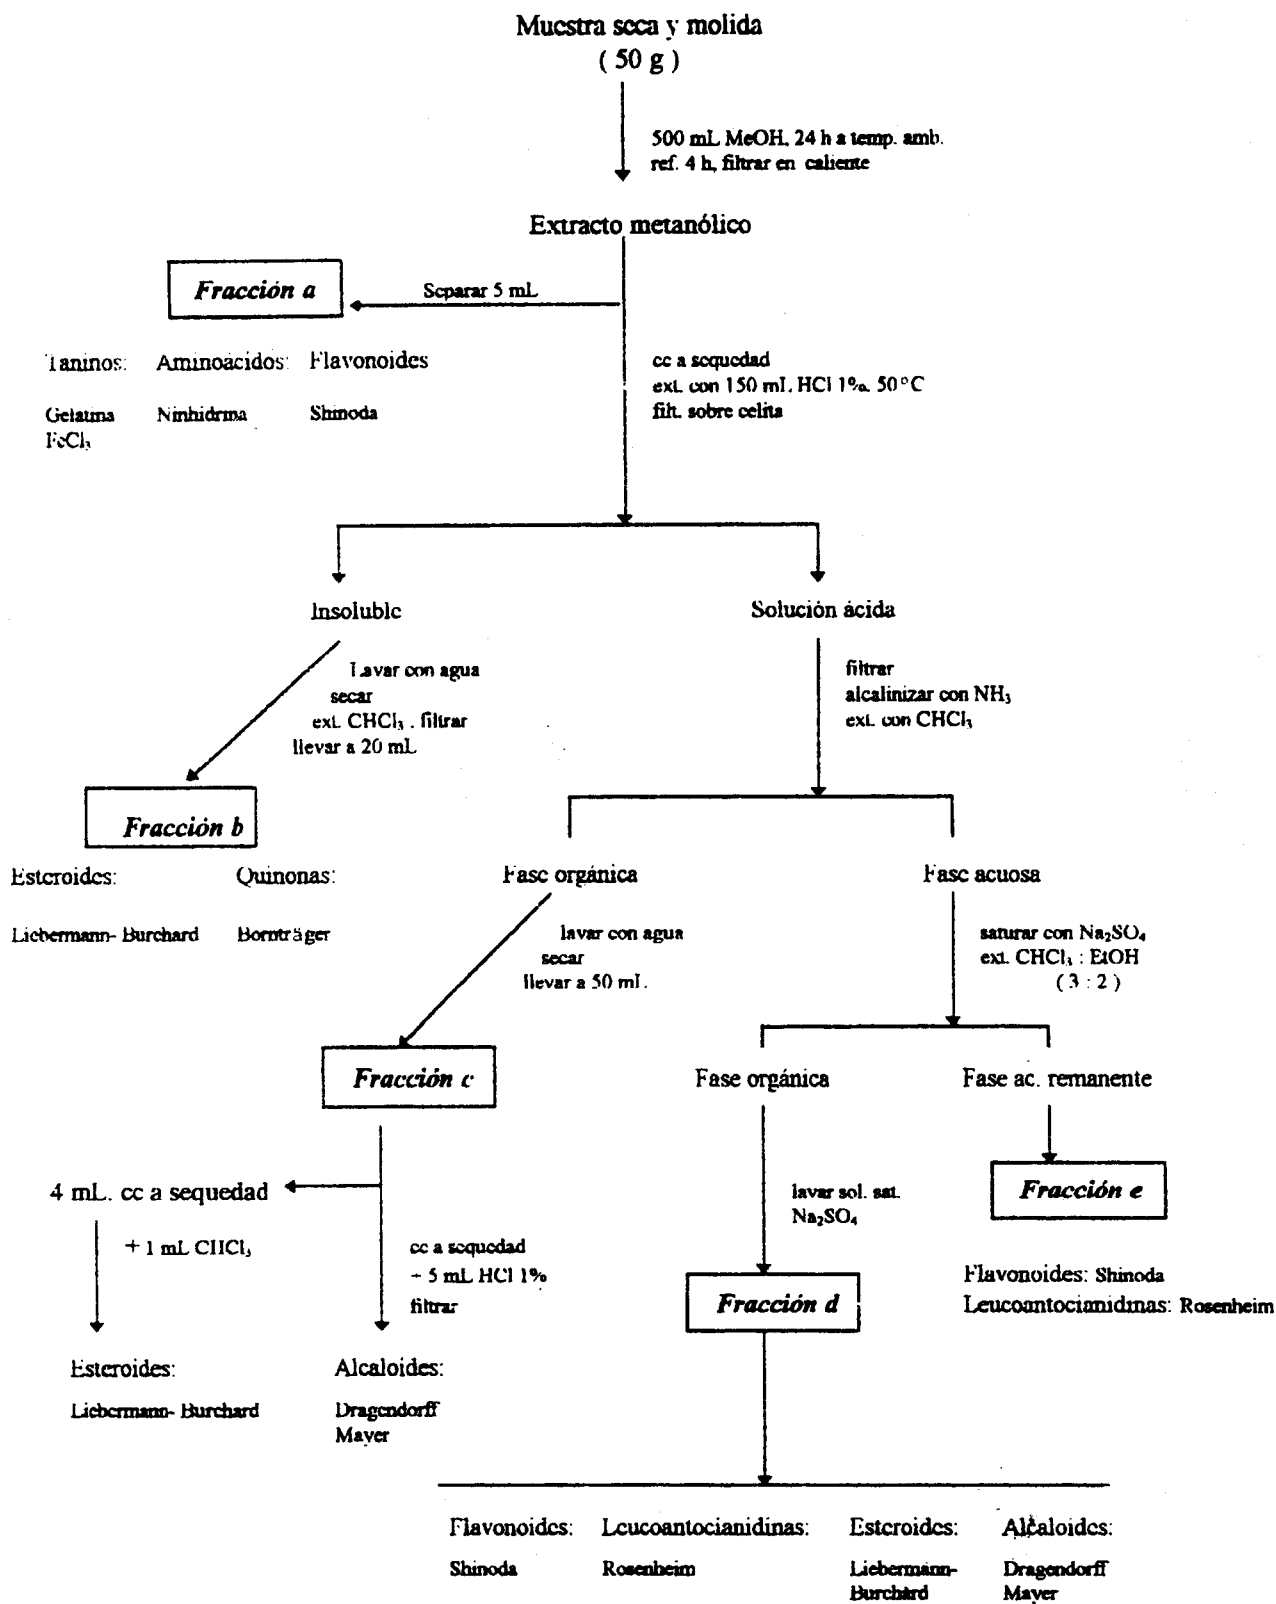 Muestra seca y molida
( 50 g )
500 mL MeOH, 24 h a temp. amb.
ref. 4 h, filtrar en caliente
Extracto metanólico
Fracción a
Separar 5 mL
Taninos: Aminoácidos: Flavonoides
Gelatina Ninhidrina Shinoda
FeCl₃
cc a sequedad
ext. con 150 mL HCl 1%, 50°C
filt. sobre celita
Insoluble
Solución ácida
Lavar con agua
secar
ext. CHCl₃ . filtrar
llevar a 20 mL
filtrar
alcalinizar con NH₃
ext. con CHCl₃
Fracción b
Esteroides: Quinonas:
Liebermann- Burchard Bornträger
Fase orgánica
Fase acuosa
lavar con agua
secar
llevar a 50 mL.
saturar con Na₂SO₄
ext. CHCl₃ : EtOH
( 3 : 2 )
Fracción c
Fase orgánica
Fase ac. remanente
4 mL. cc a sequedad
+ 1 mL CHCl₃
cc a sequedad
+ 5 mL HCl 1%
filtrar
lavar sol. sat.
Na₂SO₄
Fracción e
Flavonoides: Shinoda
Leucoantocianidinas: Rosenheim
Fracción d
Esteroides: Alcaloides:
Liebermann- Burchard Dragendorff
Mayer
Flavonoides: Leucoantocianidinas: Esteroides: Alcaloides:
Shinoda Rosenheim Liebermann- Dragendorff
Burchard Mayer